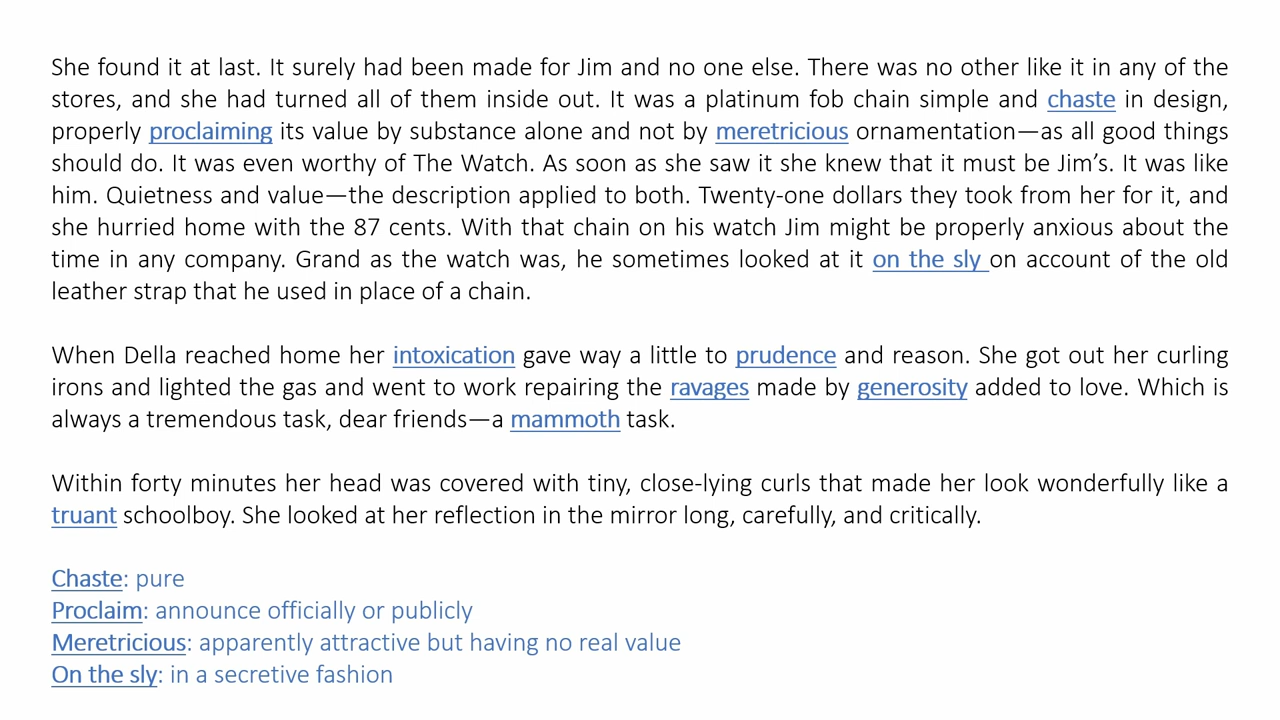 She found it at last. It surely had been made for Jim and no one else. There was no other like it in any of the
stores, and she had turned all of them inside out. It was a platinum fob chain simple and chaste in design,
properly proclaiming its value by substance alone and not by meretricious ornamentation—as all good things
should do. It was even worthy of The Watch. As soon as she saw it she knew that it must be Jim’s. It was like
him. Quietness and value—the description applied to both. Twenty-one dollars they took from her for it, and
she hurried home with the 87 cents. With that chain on his watch Jim might be properly anxious about the
time in any company. Grand as the watch was, he sometimes looked at it on the sly on account of the old
leather strap that he used in place of a chain.
When Della reached home her intoxication gave way a little to prudence and reason. She got out her curling
irons and lighted the gas and went to work repairing the ravages made by generosity added to love. Which is
always a tremendous task, dear friends—a mammoth task.
Within forty minutes her head was covered with tiny, close-lying curls that made her look wonderfully like a
truant schoolboy. She looked at her reflection in the mirror long, carefully, and critically.
Chaste: pure
Proclaim: announce officially or publicly
Meretricious: apparently attractive but having no real value
On the sly: in a secretive fashion